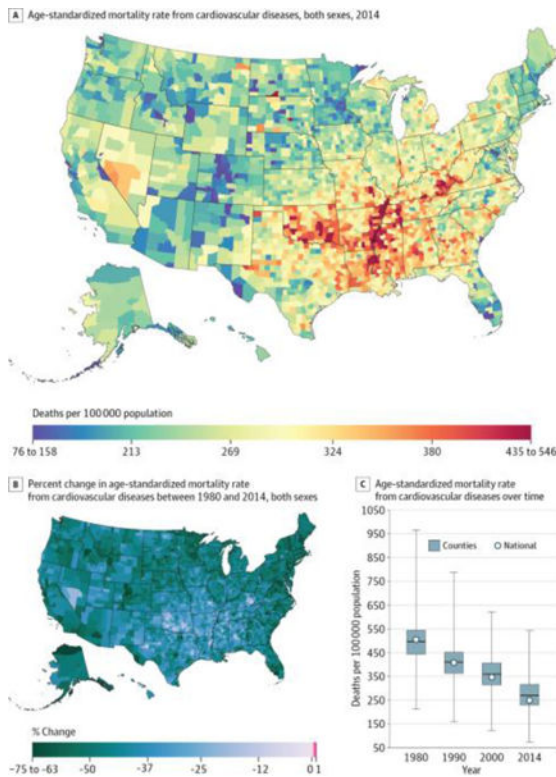 A Age-standardized mortality rate from cardiovascular diseases, both sexes, 2014
Deaths per 100 000 population
76 to 158 213 269 324 380 435 to 546
B Percent change in age-standardized mortality rate
from cardiovascular diseases between 1980 and 2014, both sexes
% Change
−75 to −63 −50 −37 −25 −12 0 1
C Age-standardized mortality rate
from cardiovascular diseases over time
Counties National
Deaths per 100 000 population
1050
950
850
750
650
550
450
350
250
150
50
1980 1990 2000 2014
Year